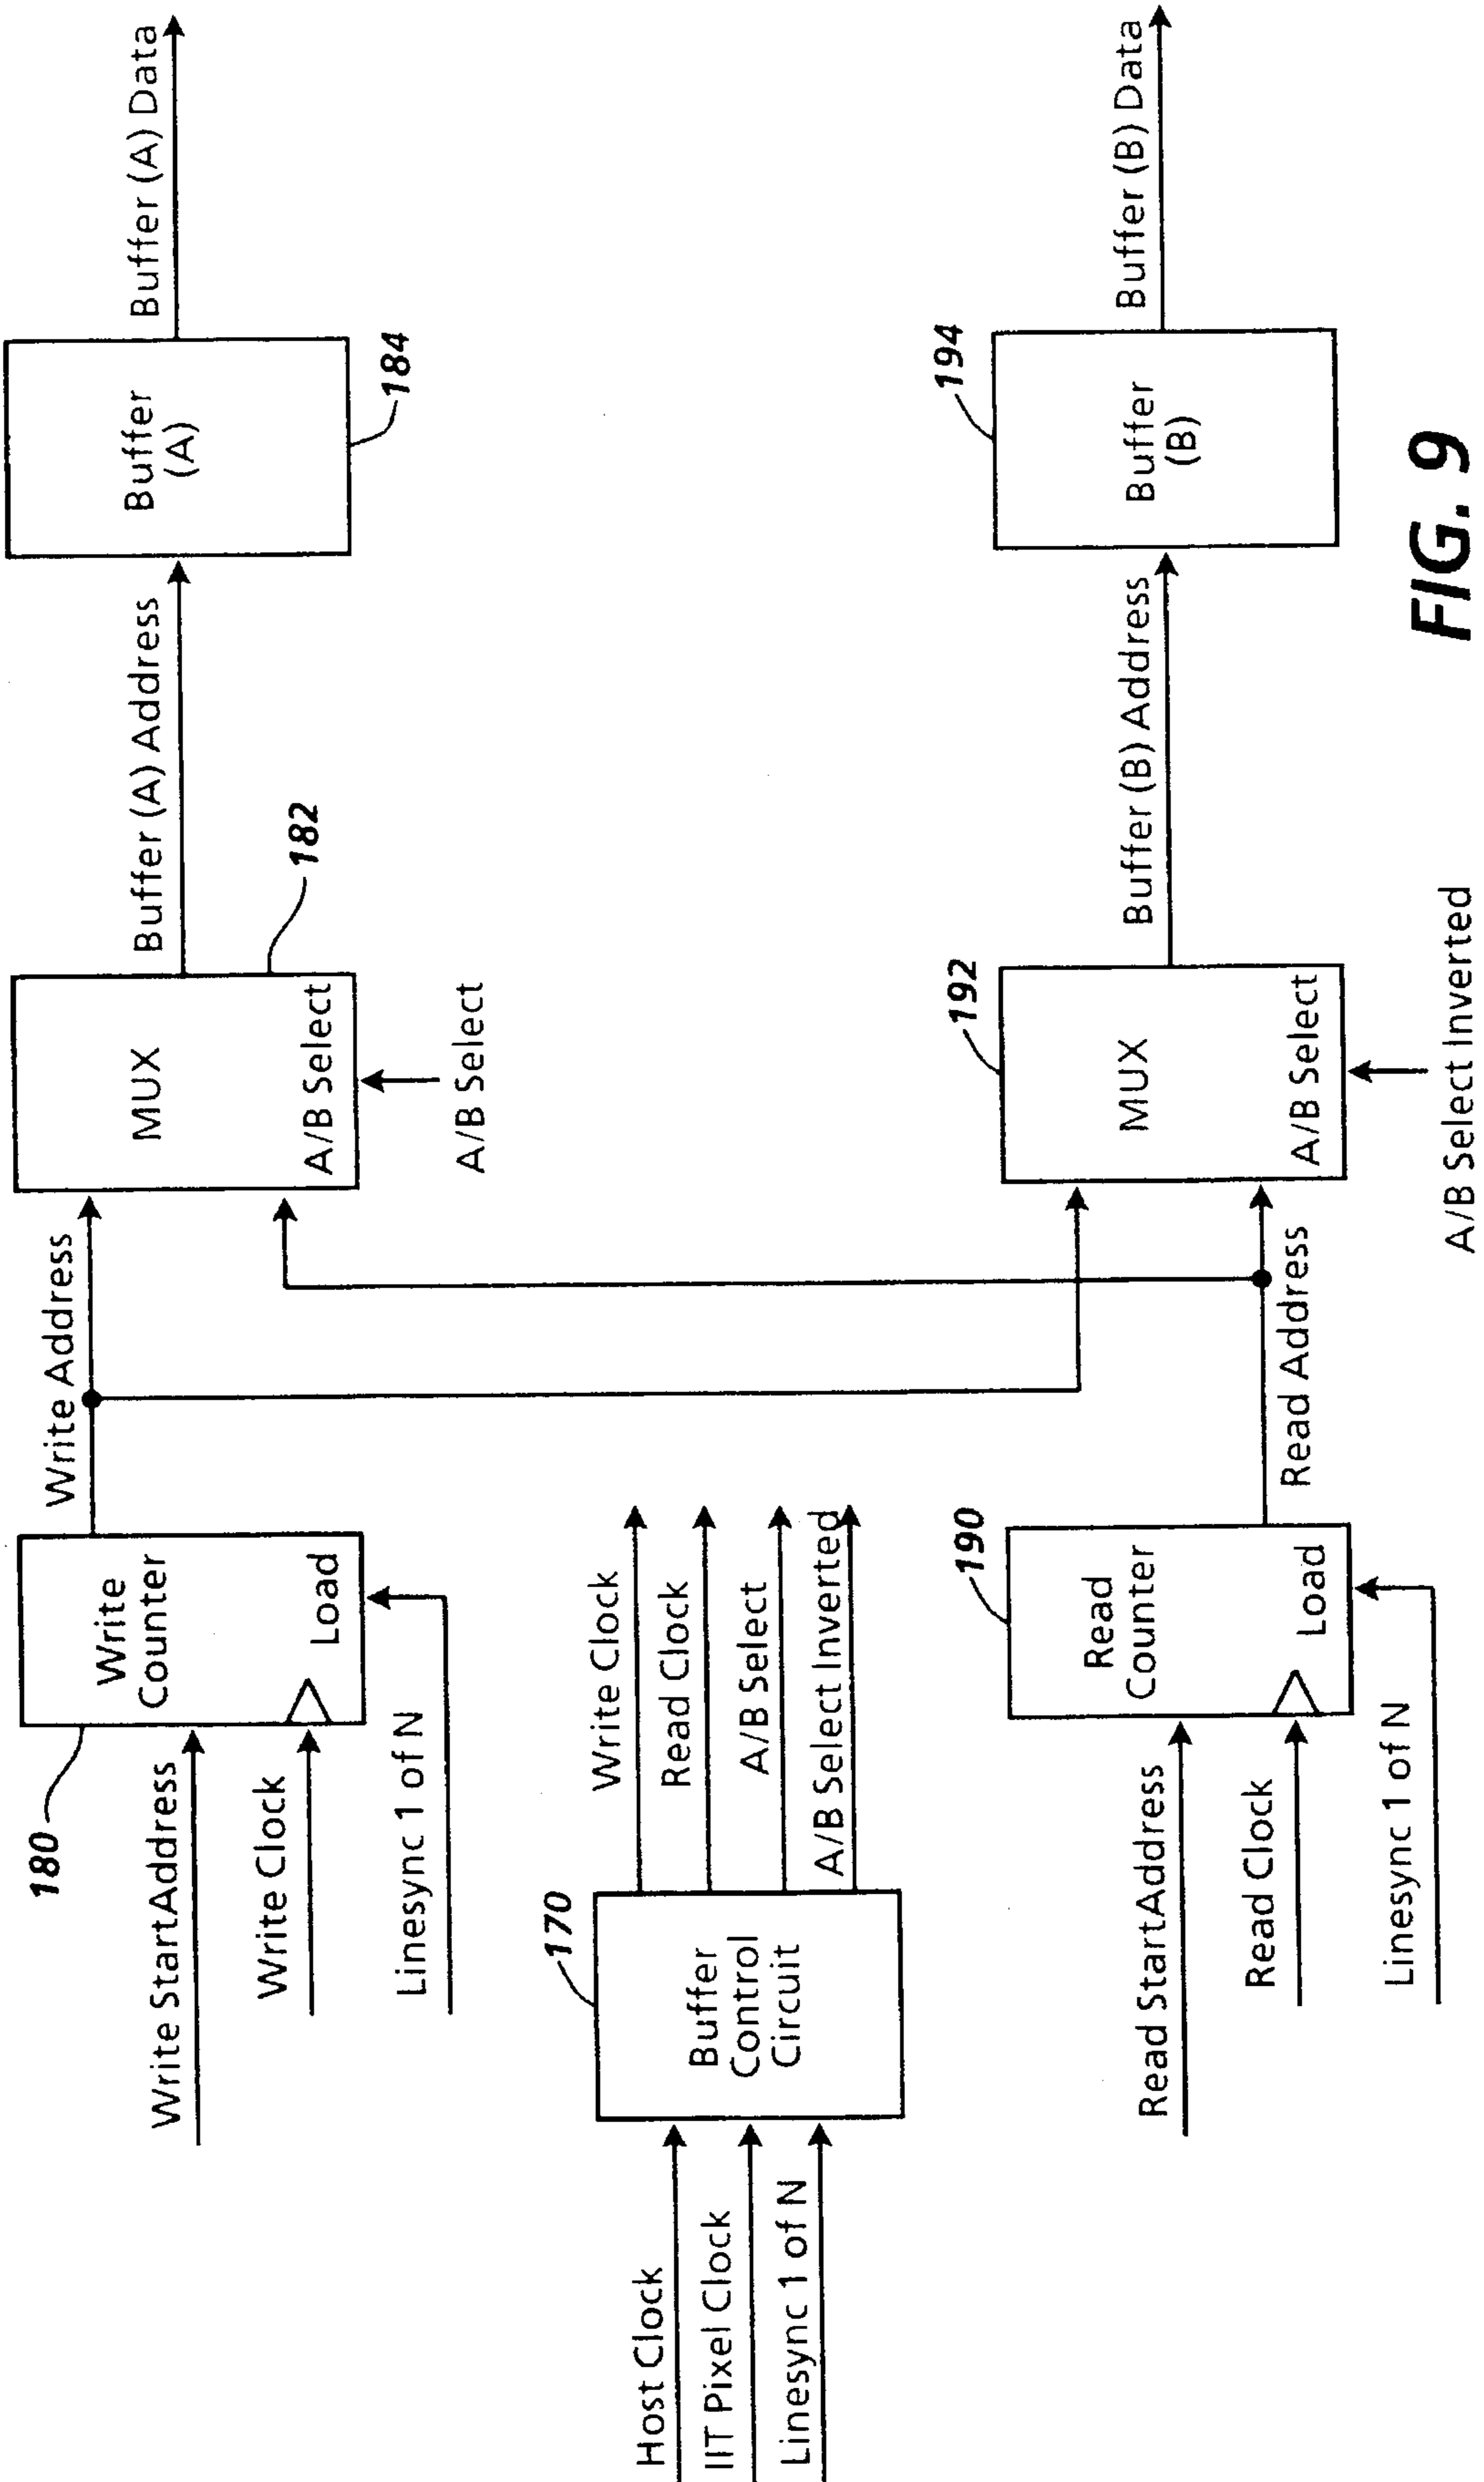 180
Write StartAddress
Write Clock
Linesync 1 of N
Write
Counter
Load
Write Address
MUX
A/B Select
A/B Select
182
Buffer (A) Address
Buffer
(A)
184
Buffer (A) Data
Host Clock
IIT Pixel Clock
Linesync 1 of N
170
Buffer
Control
Circuit
Write Clock
Read Clock
A/B Select
A/B Select Inverted
Read StartAddress
Read Clock
Linesync 1 of N
190
Read
Counter
Load
Read Address
192
MUX
A/B Select
A/B Select Inverted
Buffer (B) Address
194
Buffer
(B)
Buffer (B) Data
FIG. 9